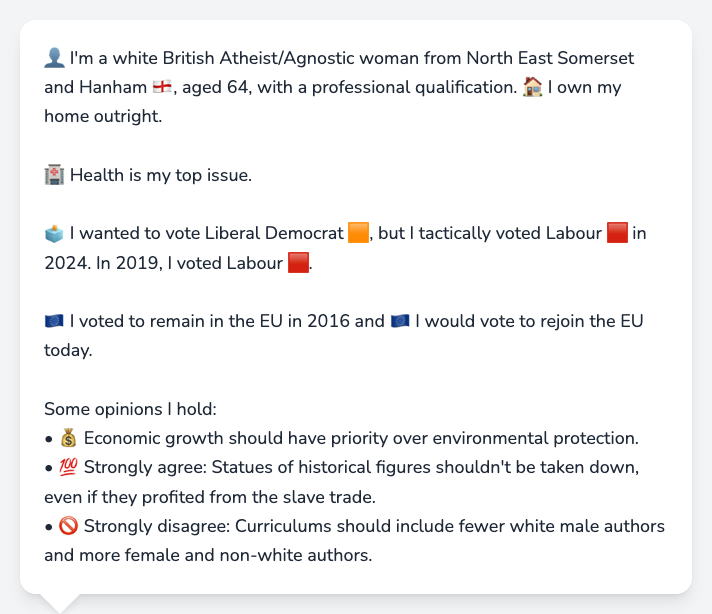 👤 I'm a white British Atheist/Agnostic woman from North East Somerset
and Hanham 🏴󠁧󠁢󠁥󠁮󠁧󠁿, aged 64, with a professional qualification. 🏠 I own my
home outright.
🏥 Health is my top issue.
🗳️ I wanted to vote Liberal Democrat 🟧, but I tactically voted Labour 🟥 in
2024. In 2019, I voted Labour 🟥.
🇪🇺 I voted to remain in the EU in 2016 and 🇪🇺 I would vote to rejoin the EU
today.
Some opinions I hold:
• 💰 Economic growth should have priority over environmental protection.
• 💯 Strongly agree: Statues of historical figures shouldn't be taken down,
even if they profited from the slave trade.
• 🚫 Strongly disagree: Curriculums should include fewer white male authors
and more female and non-white authors.